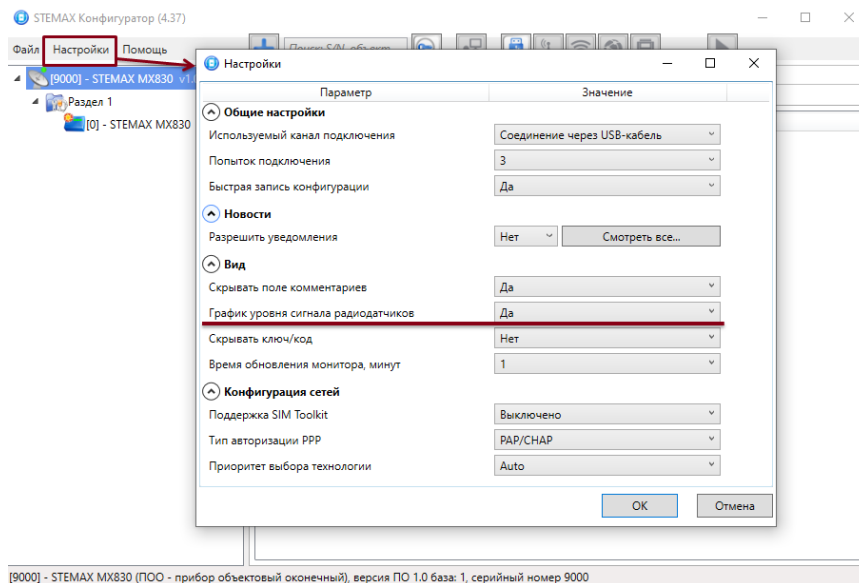 STEMAX Конфигуратор (4.37)
Файл Настройки Помощь
[9000] - STEMAX MX830
Раздел 1
[0] - STEMAX MX830
Настройки
Параметр Значение
Общие настройки
Используемый канал подключения Соединение через USB-кабель
Попыток подключения 3
Быстрая запись конфигурации Да
Новости
Разрешить уведомления Нет Смотреть все...
Вид
Скрывать поле комментариев Да
График уровня сигнала радиодатчиков Да
Скрывать ключ/код Нет
Время обновления монитора, минут 1
Конфигурация сетей
Поддержка SIM Toolkit Выключено
Тип авторизации PPP PAP/CHAP
Приоритет выбора технологии Auto
OK Отмена
[9000] - STEMAX MX830 (ПОО - прибор объектовый оконечный), версия ПО 1.0 база: 1, серийный номер 9000